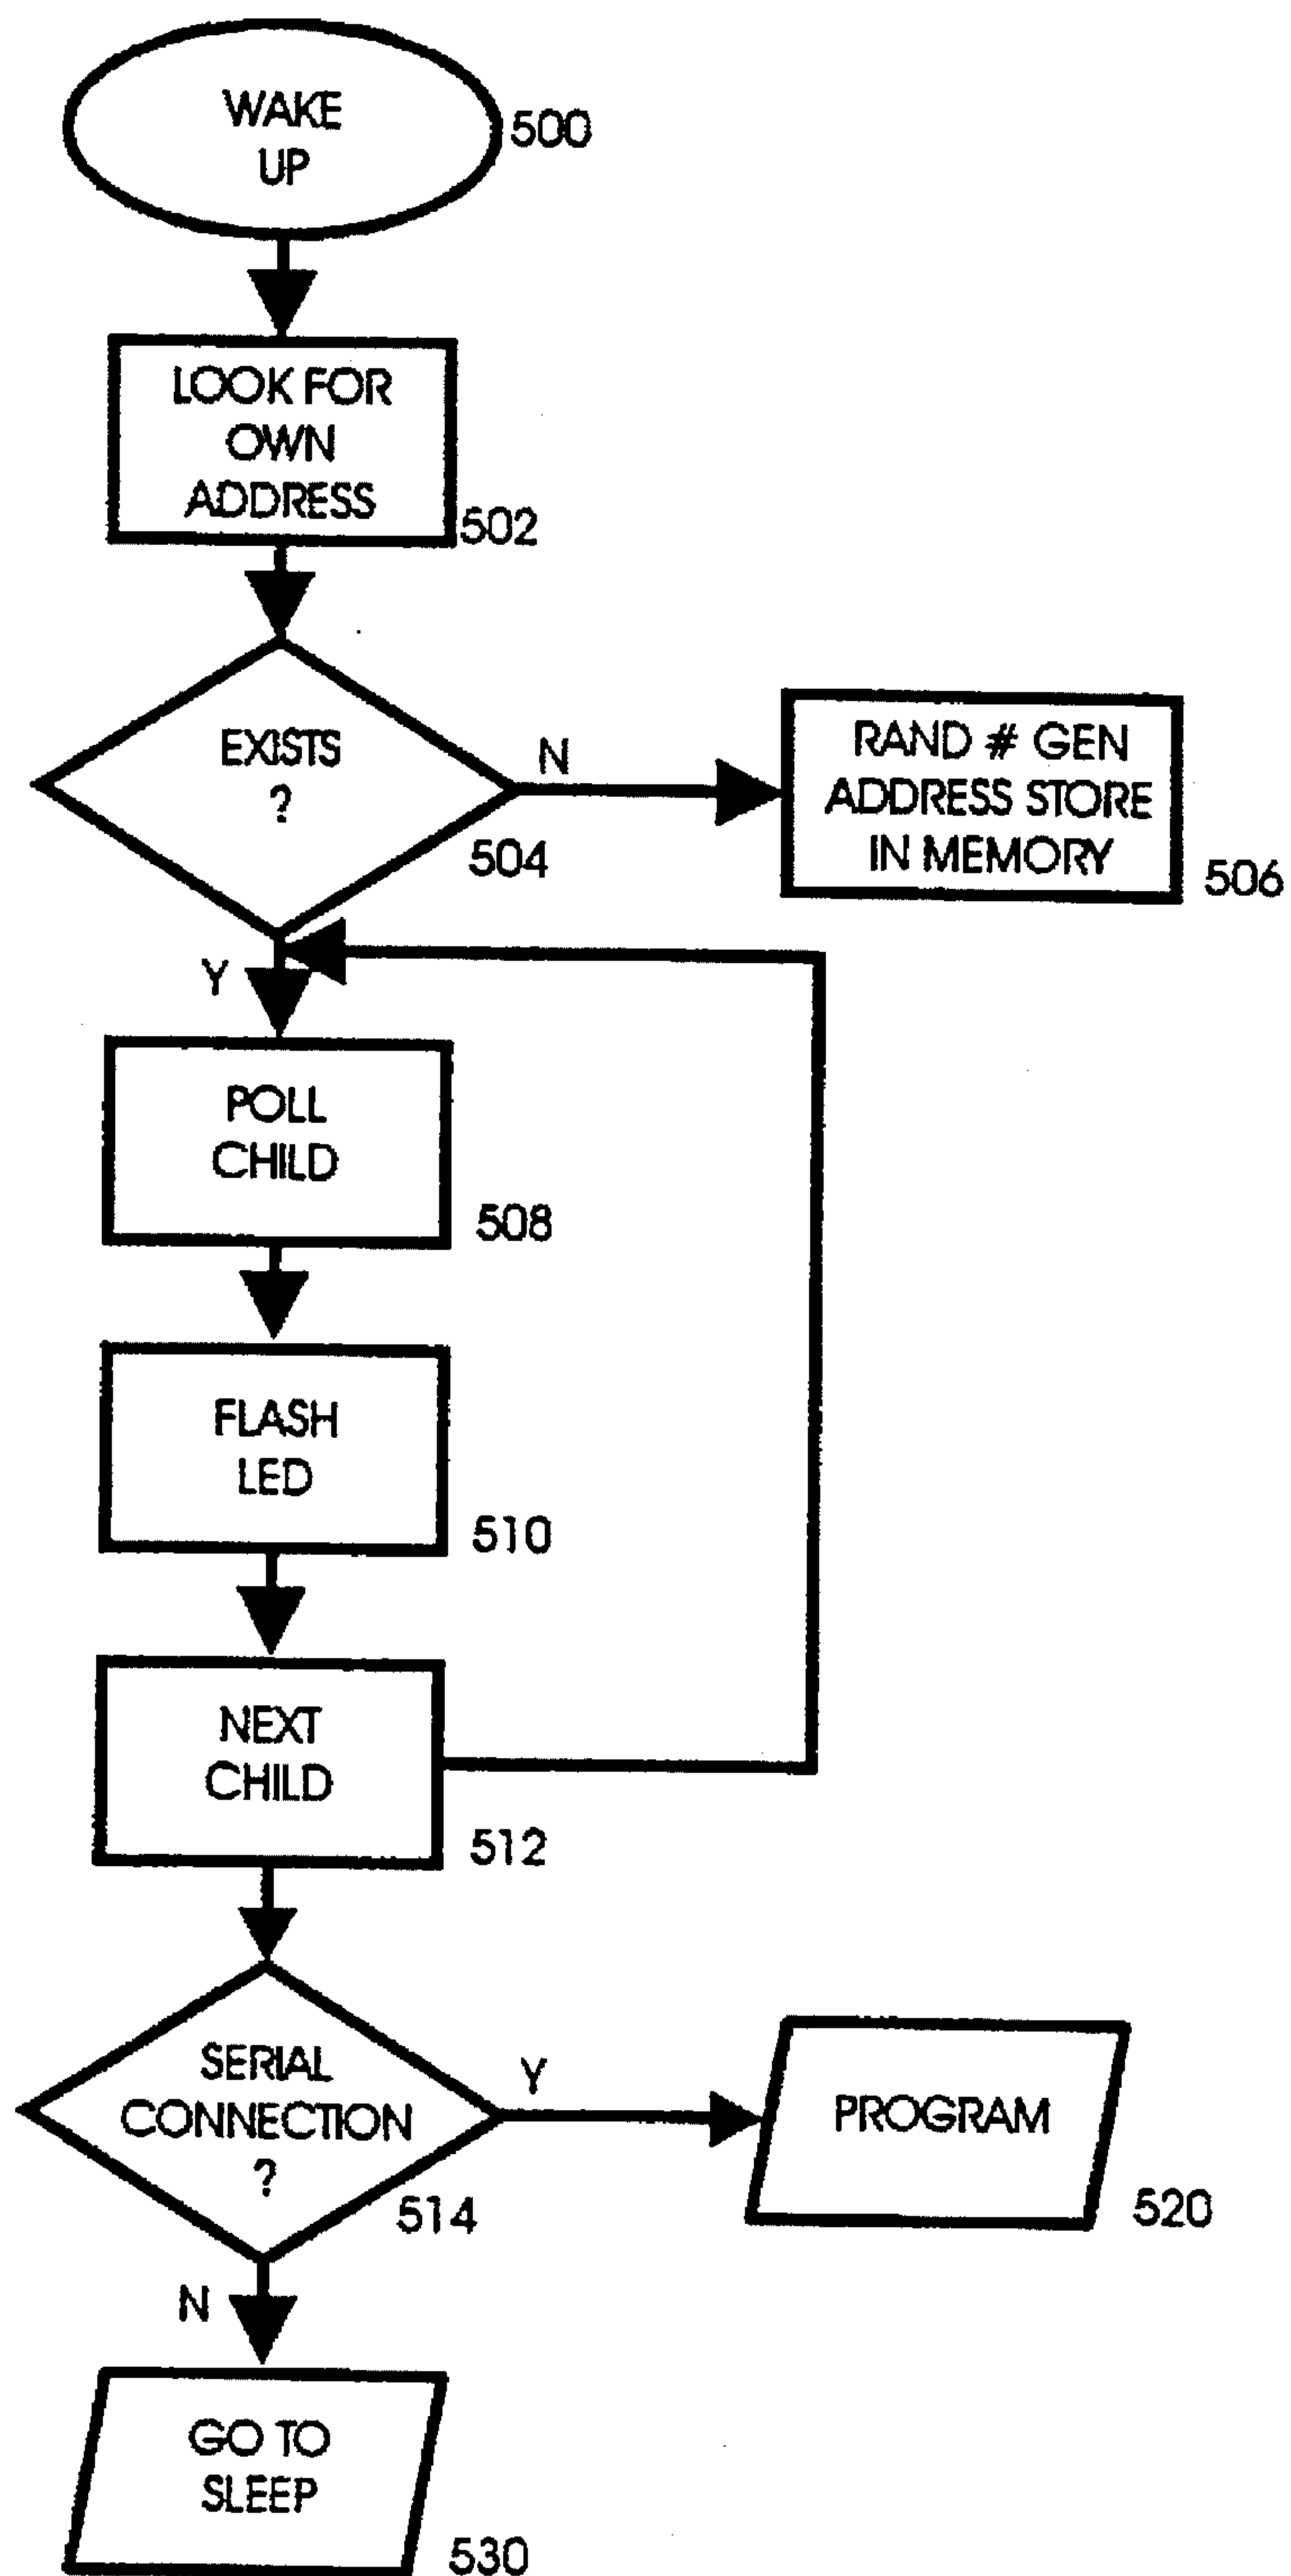 WAKE
UP
500
LOOK FOR
OWN
ADDRESS
502
EXISTS
?
504
N
RAND # GEN
ADDRESS STORE
IN MEMORY
506
Y
POLL
CHILD
508
FLASH
LED
510
NEXT
CHILD
512
SERIAL
CONNECTION
?
514
Y
PROGRAM
520
N
GO TO
SLEEP
530